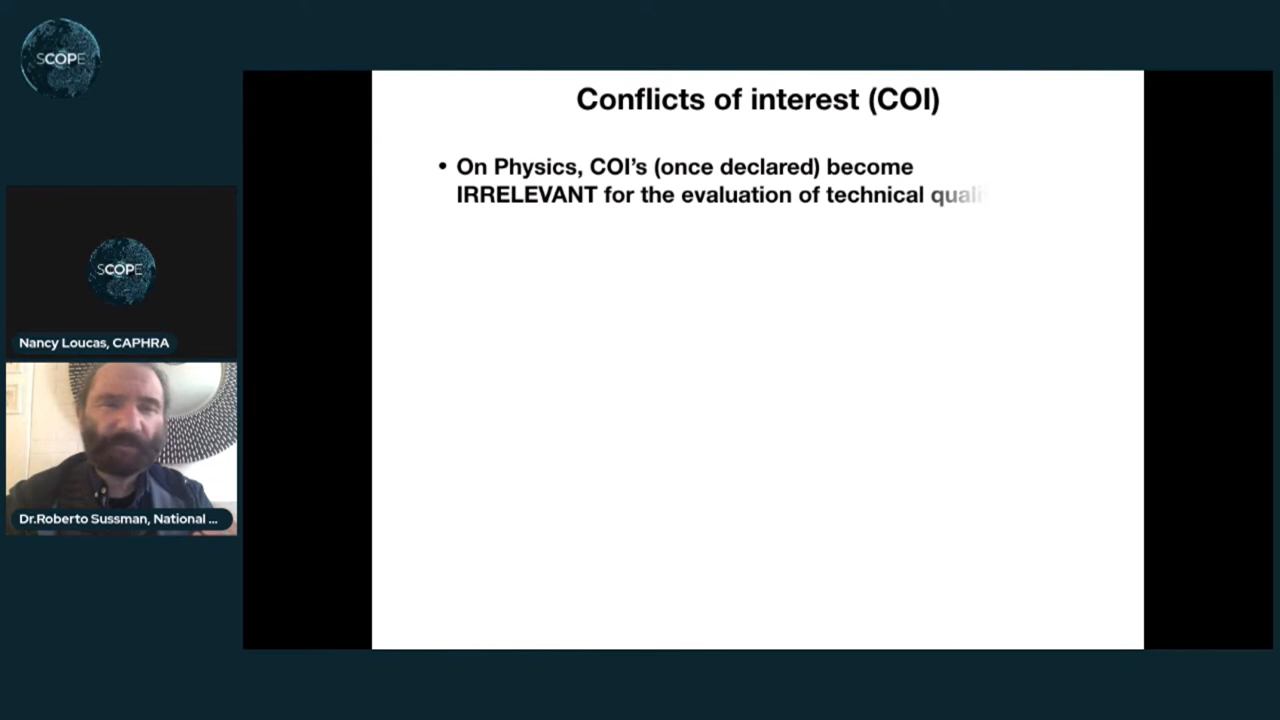 SCOPE
Conflicts of interest (COI)
• On Physics, COI’s (once declared) become
IRRELEVANT for the evaluation of technical quali
SCOPE
Nancy Loucas, CAPHRA
Dr.Roberto Sussman, National ...